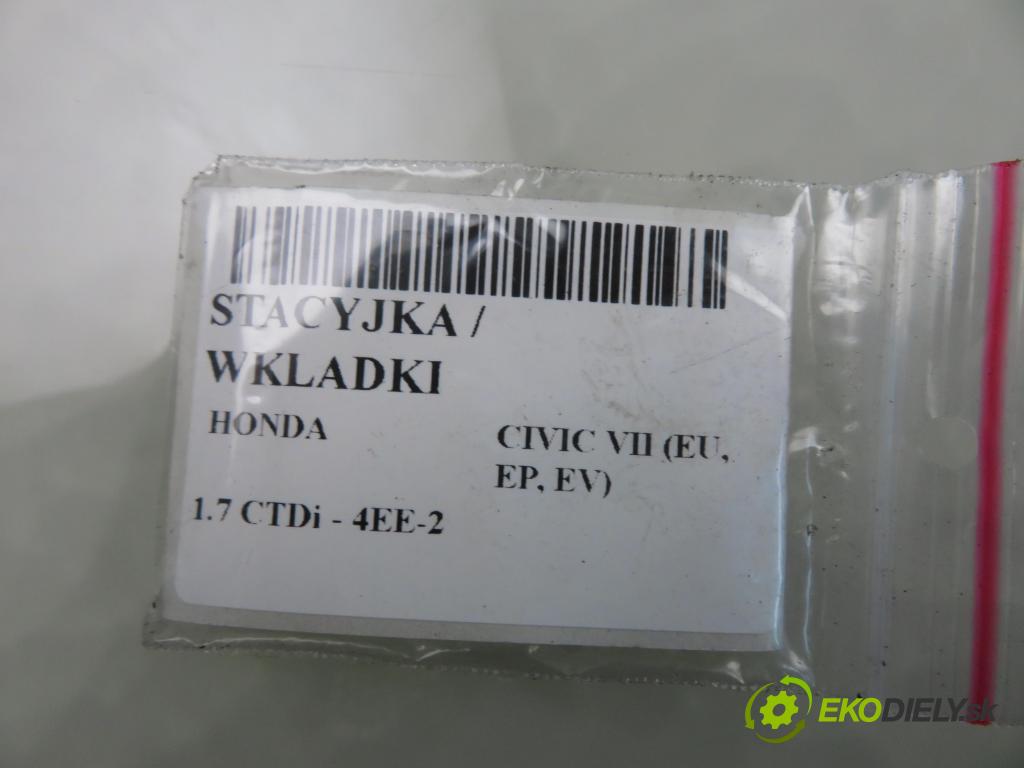 STACYJKA /
WKLADKI
HONDA
CIVIC VII (EU,
EP, EV)
1.7 CTDi - 4EE-2
EKODIELY.sk